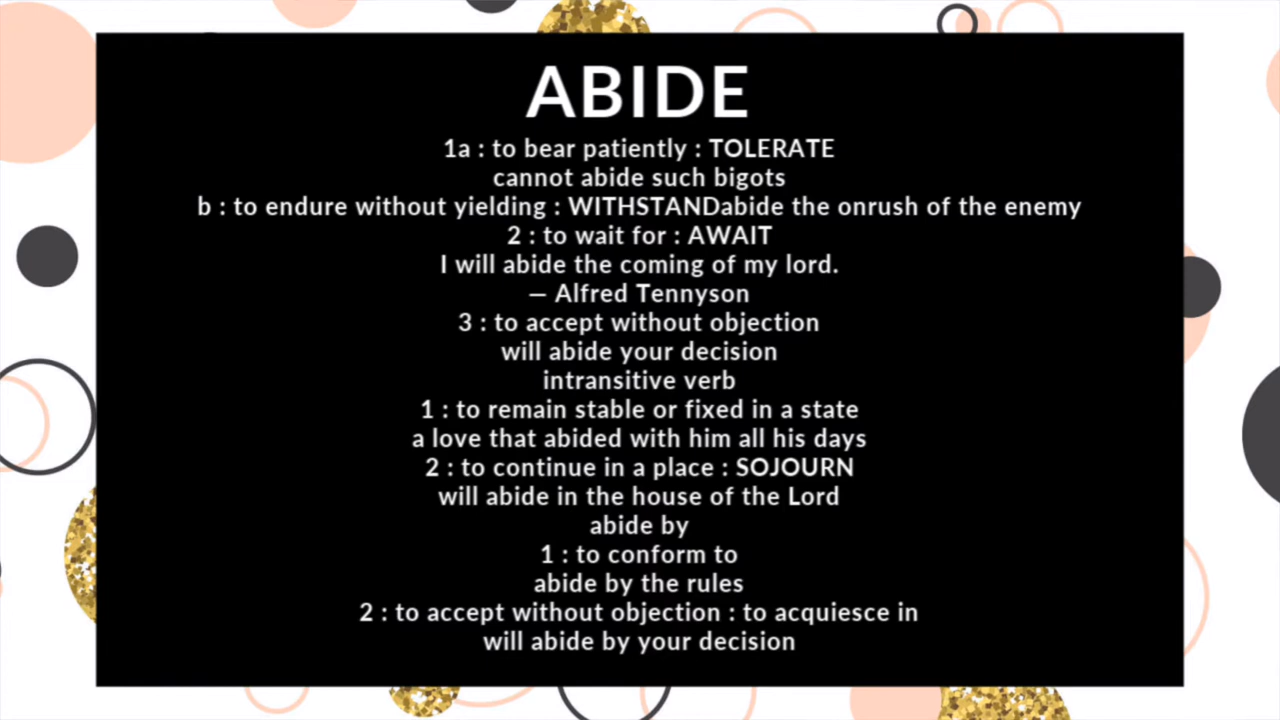 ABIDE
1a : to bear patiently : TOLERATE
cannot abide such bigots
b : to endure without yielding : WITHSTANDabide the onrush of the enemy
2 : to wait for : AWAIT
I will abide the coming of my lord.
— Alfred Tennyson
3 : to accept without objection
will abide your decision
intransitive verb
1 : to remain stable or fixed in a state
a love that abided with him all his days
2 : to continue in a place : SOJOURN
will abide in the house of the Lord
abide by
1 : to conform to
abide by the rules
2 : to accept without objection : to acquiesce in
will abide by your decision